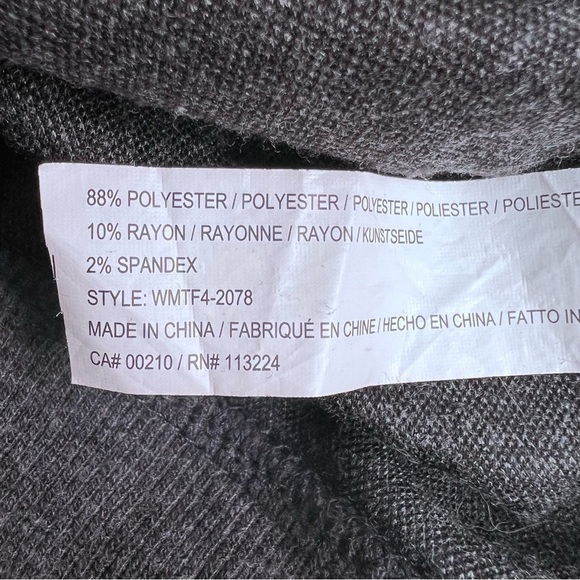 88% POLYESTER / POLYESTER / POLYESTER / POLIESTER / POLIESTE
10% RAYON / RAYONNE / RAYON / KUNSTSEIDE
2% SPANDEX
STYLE: WMTF4-2078
MADE IN CHINA / FABRIQUÉ EN CHINE / HECHO EN CHINA / FATTO IN
CA# 00210 / RN# 113224